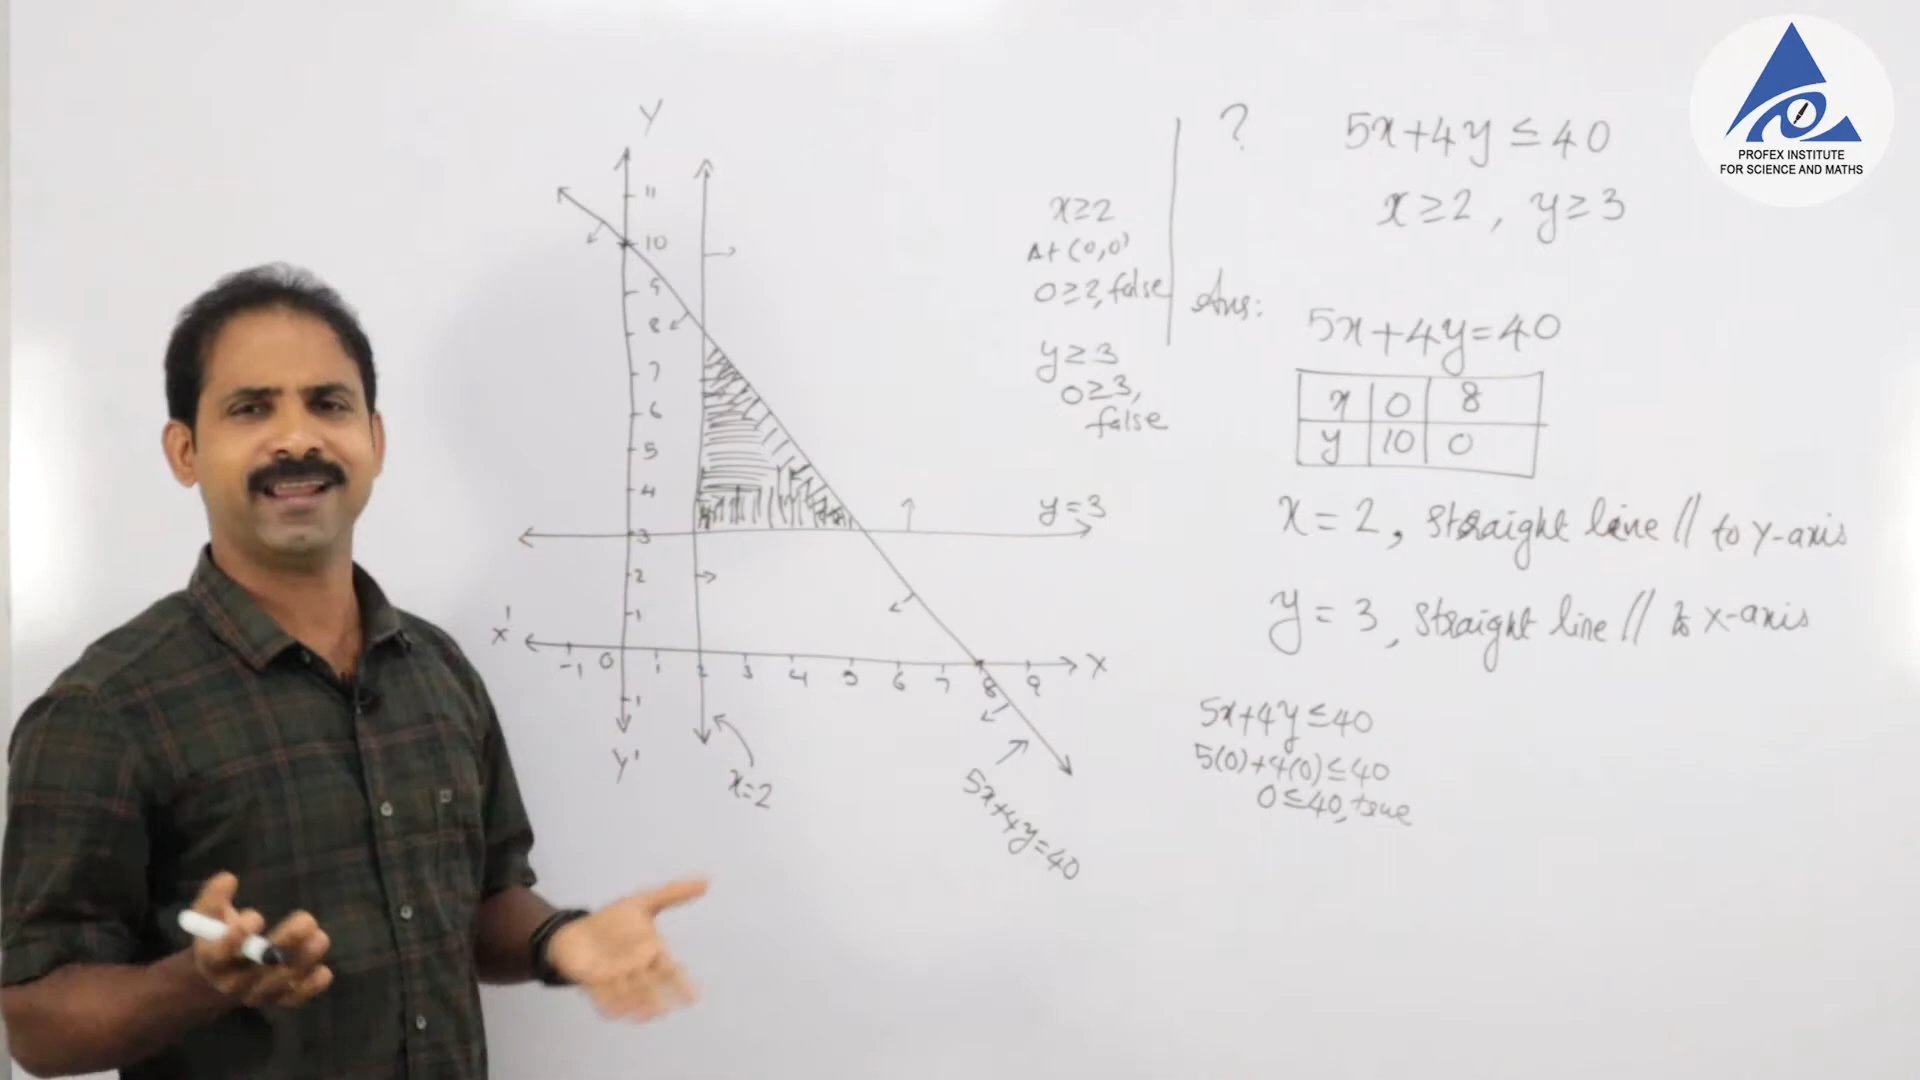 Y
11
10
9
8
7
6
5
4
3
2
1
-1
Y'
X'
-1 0 1 2 3 4 5 6 7 8 9 X
y=3
x=2
5x+4y=40
x≥2
At (0,0)
0≥2, false
y≥3
0≥3,
false
? 5x+4y≤40
x≥2, y≥3
Ans:
5x+4y=40
x 0 8
y 10 0
x=2, straight line // to Y-axis
y=3, straight line // to X-axis
5x+4y≤40
5(0)+4(0)≤40
0≤40, true
PROFEX INSTITUTE
FOR SCIENCE AND MATHS